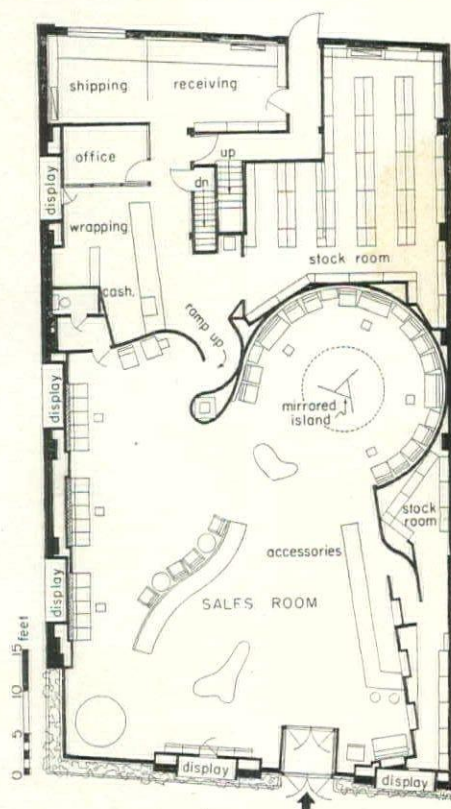 shipping
receiving
office
display
up
dn
wrapping
cash.
stock room
ramp up
mirrored
island
display
stock
room
accessories
SALES ROOM
display
0 5 10 15 feet
display
display